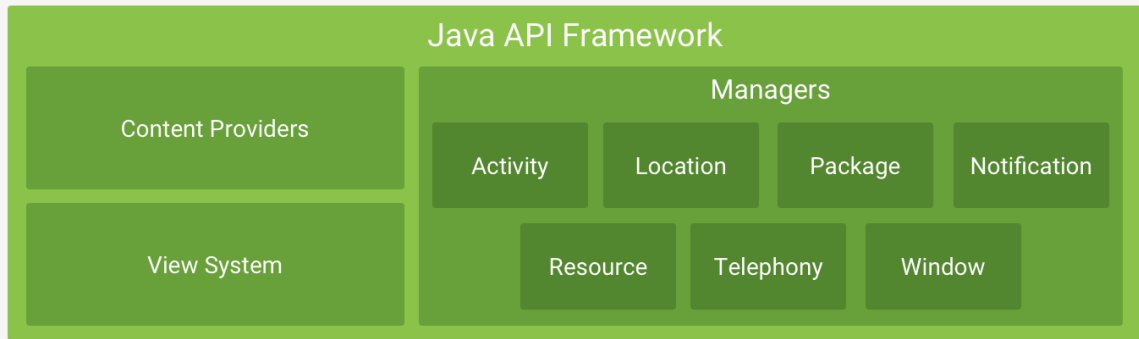 Java API Framework
Content Providers
View System
Managers
Activity
Location
Package
Notification
Resource
Telephony
Window